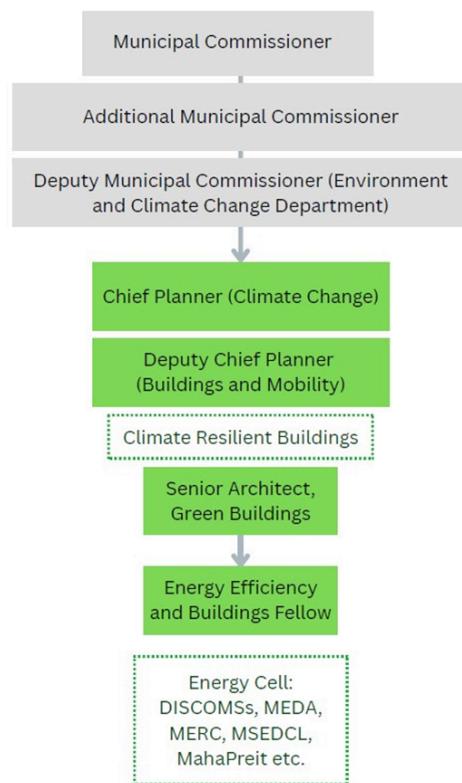 Municipal Commissioner
Additional Municipal Commissioner
Deputy Municipal Commissioner (Environment
and Climate Change Department)
Chief Planner (Climate Change)
Deputy Chief Planner
(Buildings and Mobility)
Climate Resilient Buildings
Senior Architect,
Green Buildings
Energy Efficiency
and Buildings Fellow
Energy Cell:
DISCOMSs, MEDA,
MERC, MSEDCL,
MahaPreit etc.